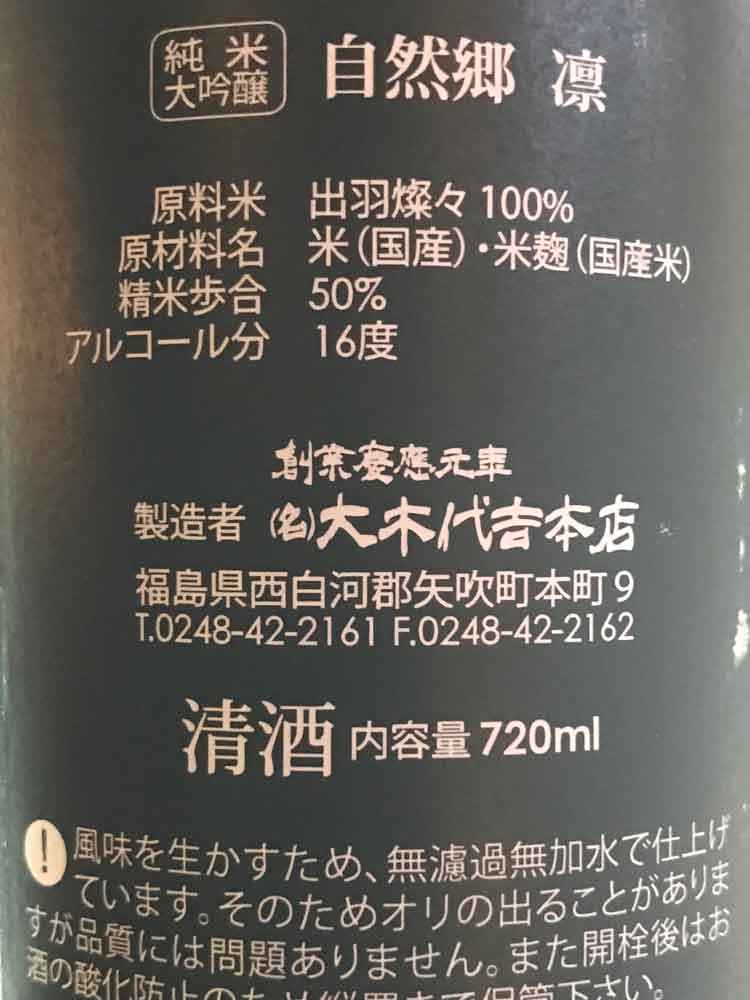 純米大吟醸 自然郷 凛
原料米 出羽燦々 100%
原材料名 米(国産)・米麹(国産米)
精米歩合 50%
アルコール分 16度
創業慶應元年
製造者 (名)大木代吉本店
福島県西白河郡矢吹町本町9
T.0248-42-2161 F.0248-42-2162
清酒 内容量 720ml
! 風味を生かすため、無濾過無加水で仕上げ
ています。そのためオリの出ることがありま
すが品質には問題ありません。また開栓後はお
酒の酸化防止のため